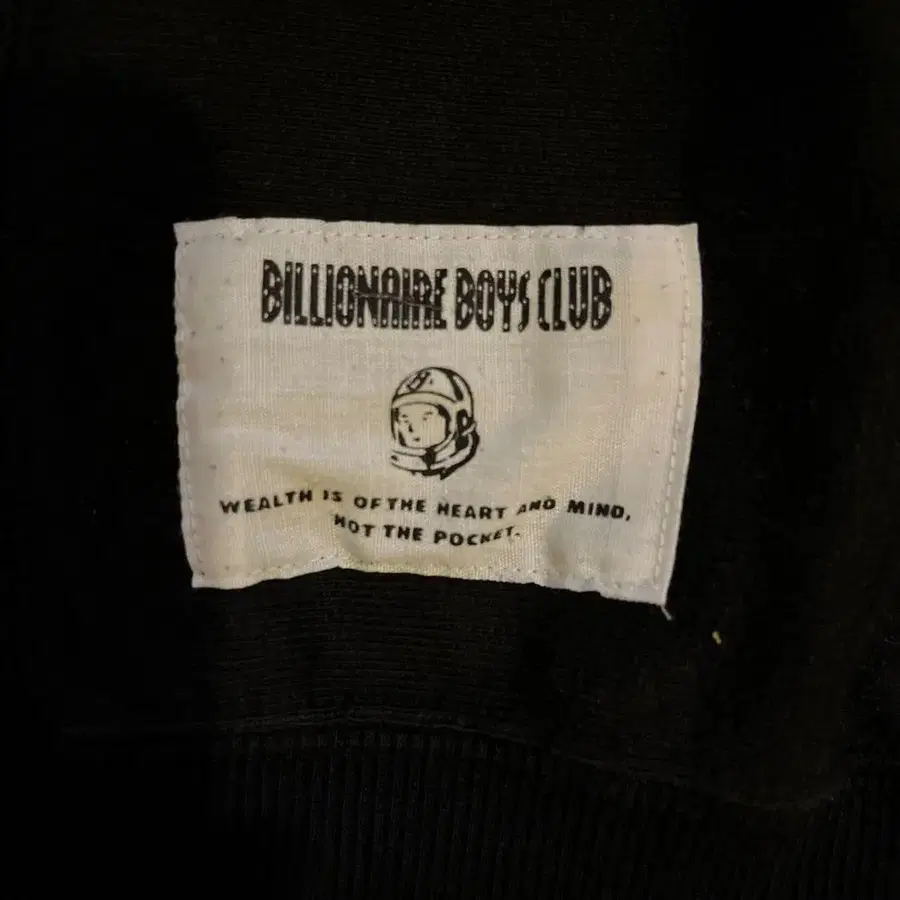 BILLIONAIRE BOYS CLUB
WEALTH IS OF THE HEART AND MIND,
NOT THE POCKET.